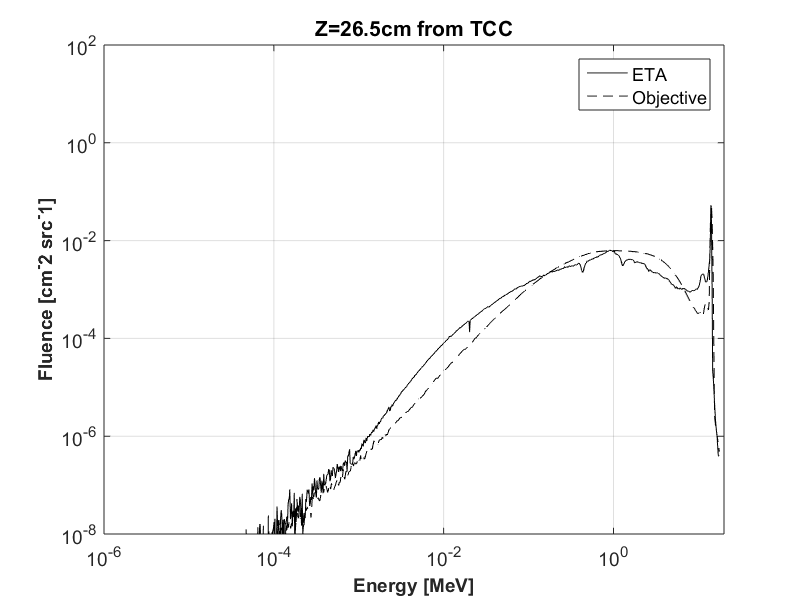 Z=26.5cm from TCC
ETA
Objective
10^2
10^0
10^-2
10^-4
10^-6
10^-8
Fluence [cm^-2 src^-1]
10^-6
10^-4
10^-2
10^0
Energy [MeV]